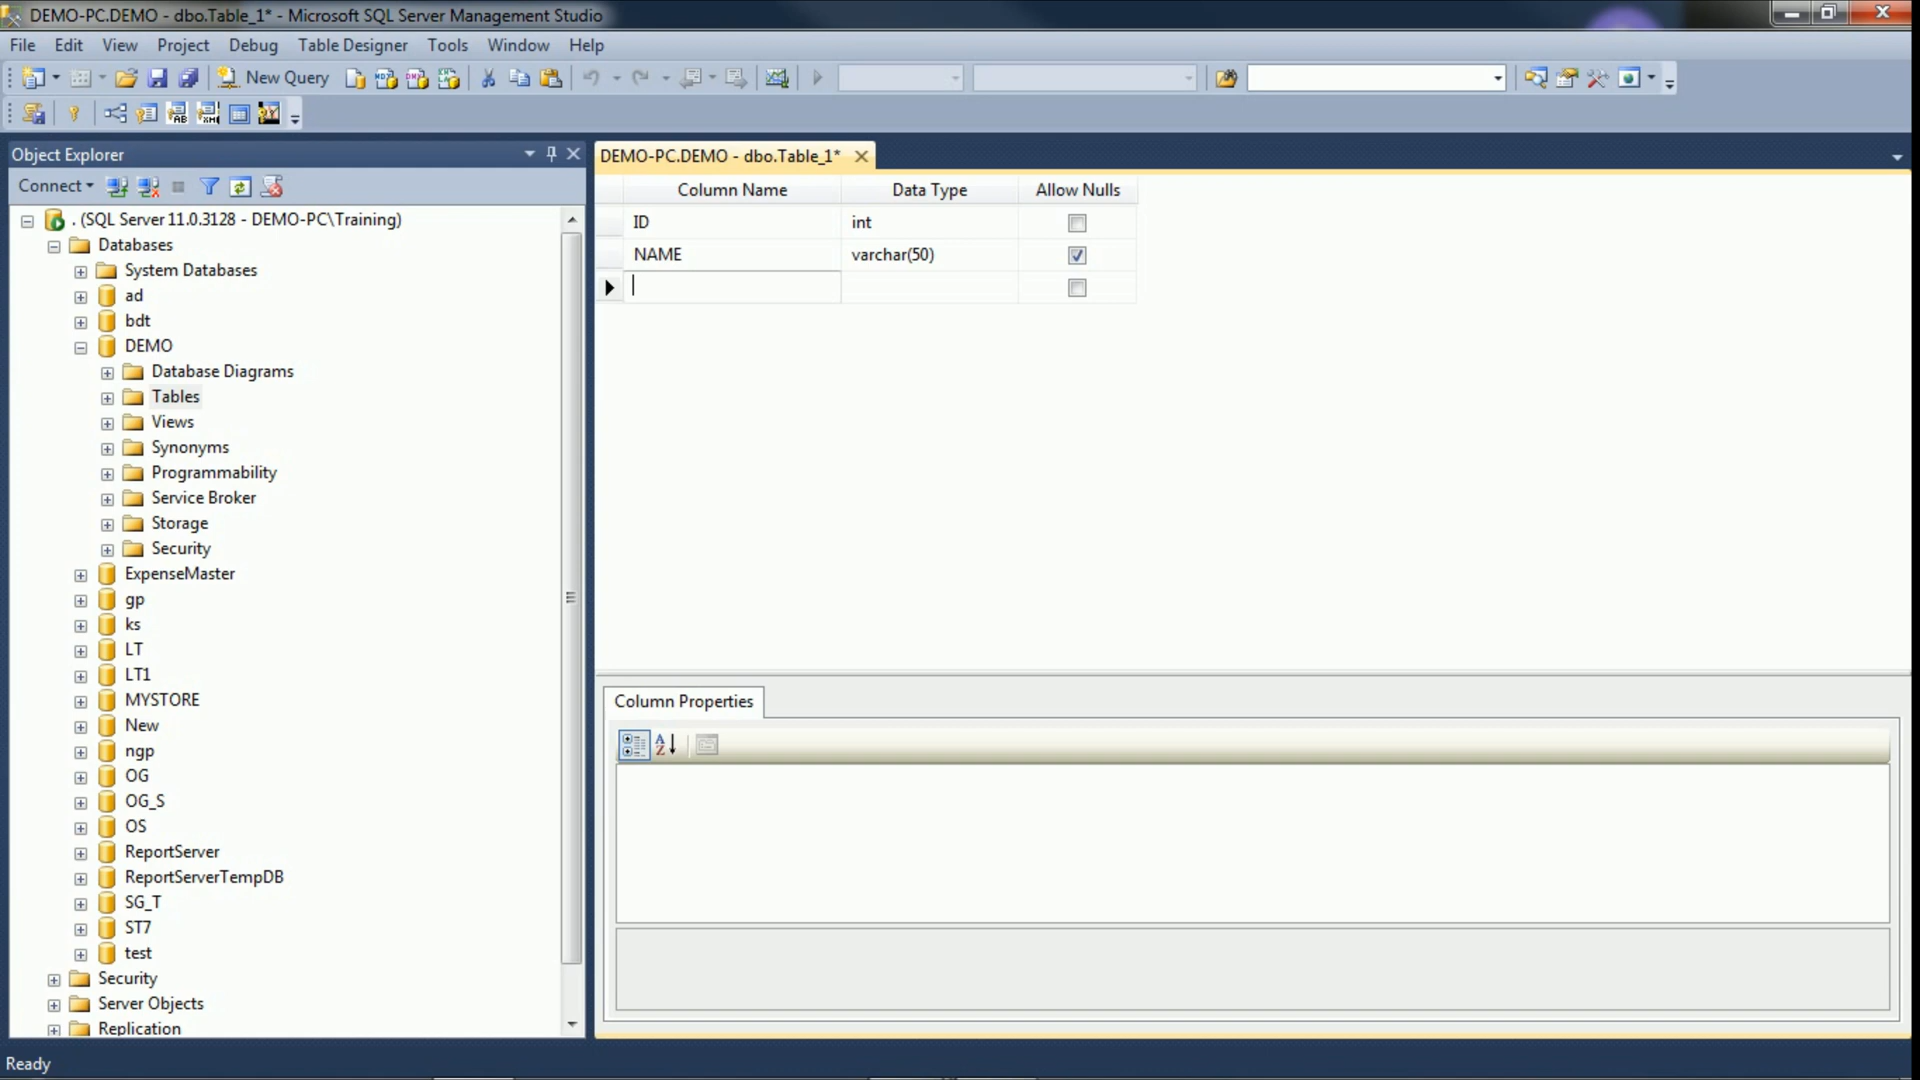 DEMO-PC.DEMO - dbo.Table_1* - Microsoft SQL Server Management Studio
File Edit View Project Debug Table Designer Tools Window Help
New Query
Object Explorer
Connect
. (SQL Server 11.0.3128 - DEMO-PC\Training)
Databases
System Databases
ad
bdt
DEMO
Database Diagrams
Tables
Views
Synonyms
Programmability
Service Broker
Storage
Security
ExpenseMaster
gp
ks
LT
LT1
MYSTORE
New
ngp
OG
OG_S
OS
ReportServer
ReportServerTempDB
SG_T
ST7
test
Security
Server Objects
Replication
DEMO-PC.DEMO - dbo.Table_1*
Column Name Data Type Allow Nulls
ID int
NAME varchar(50)
Column Properties
Ready